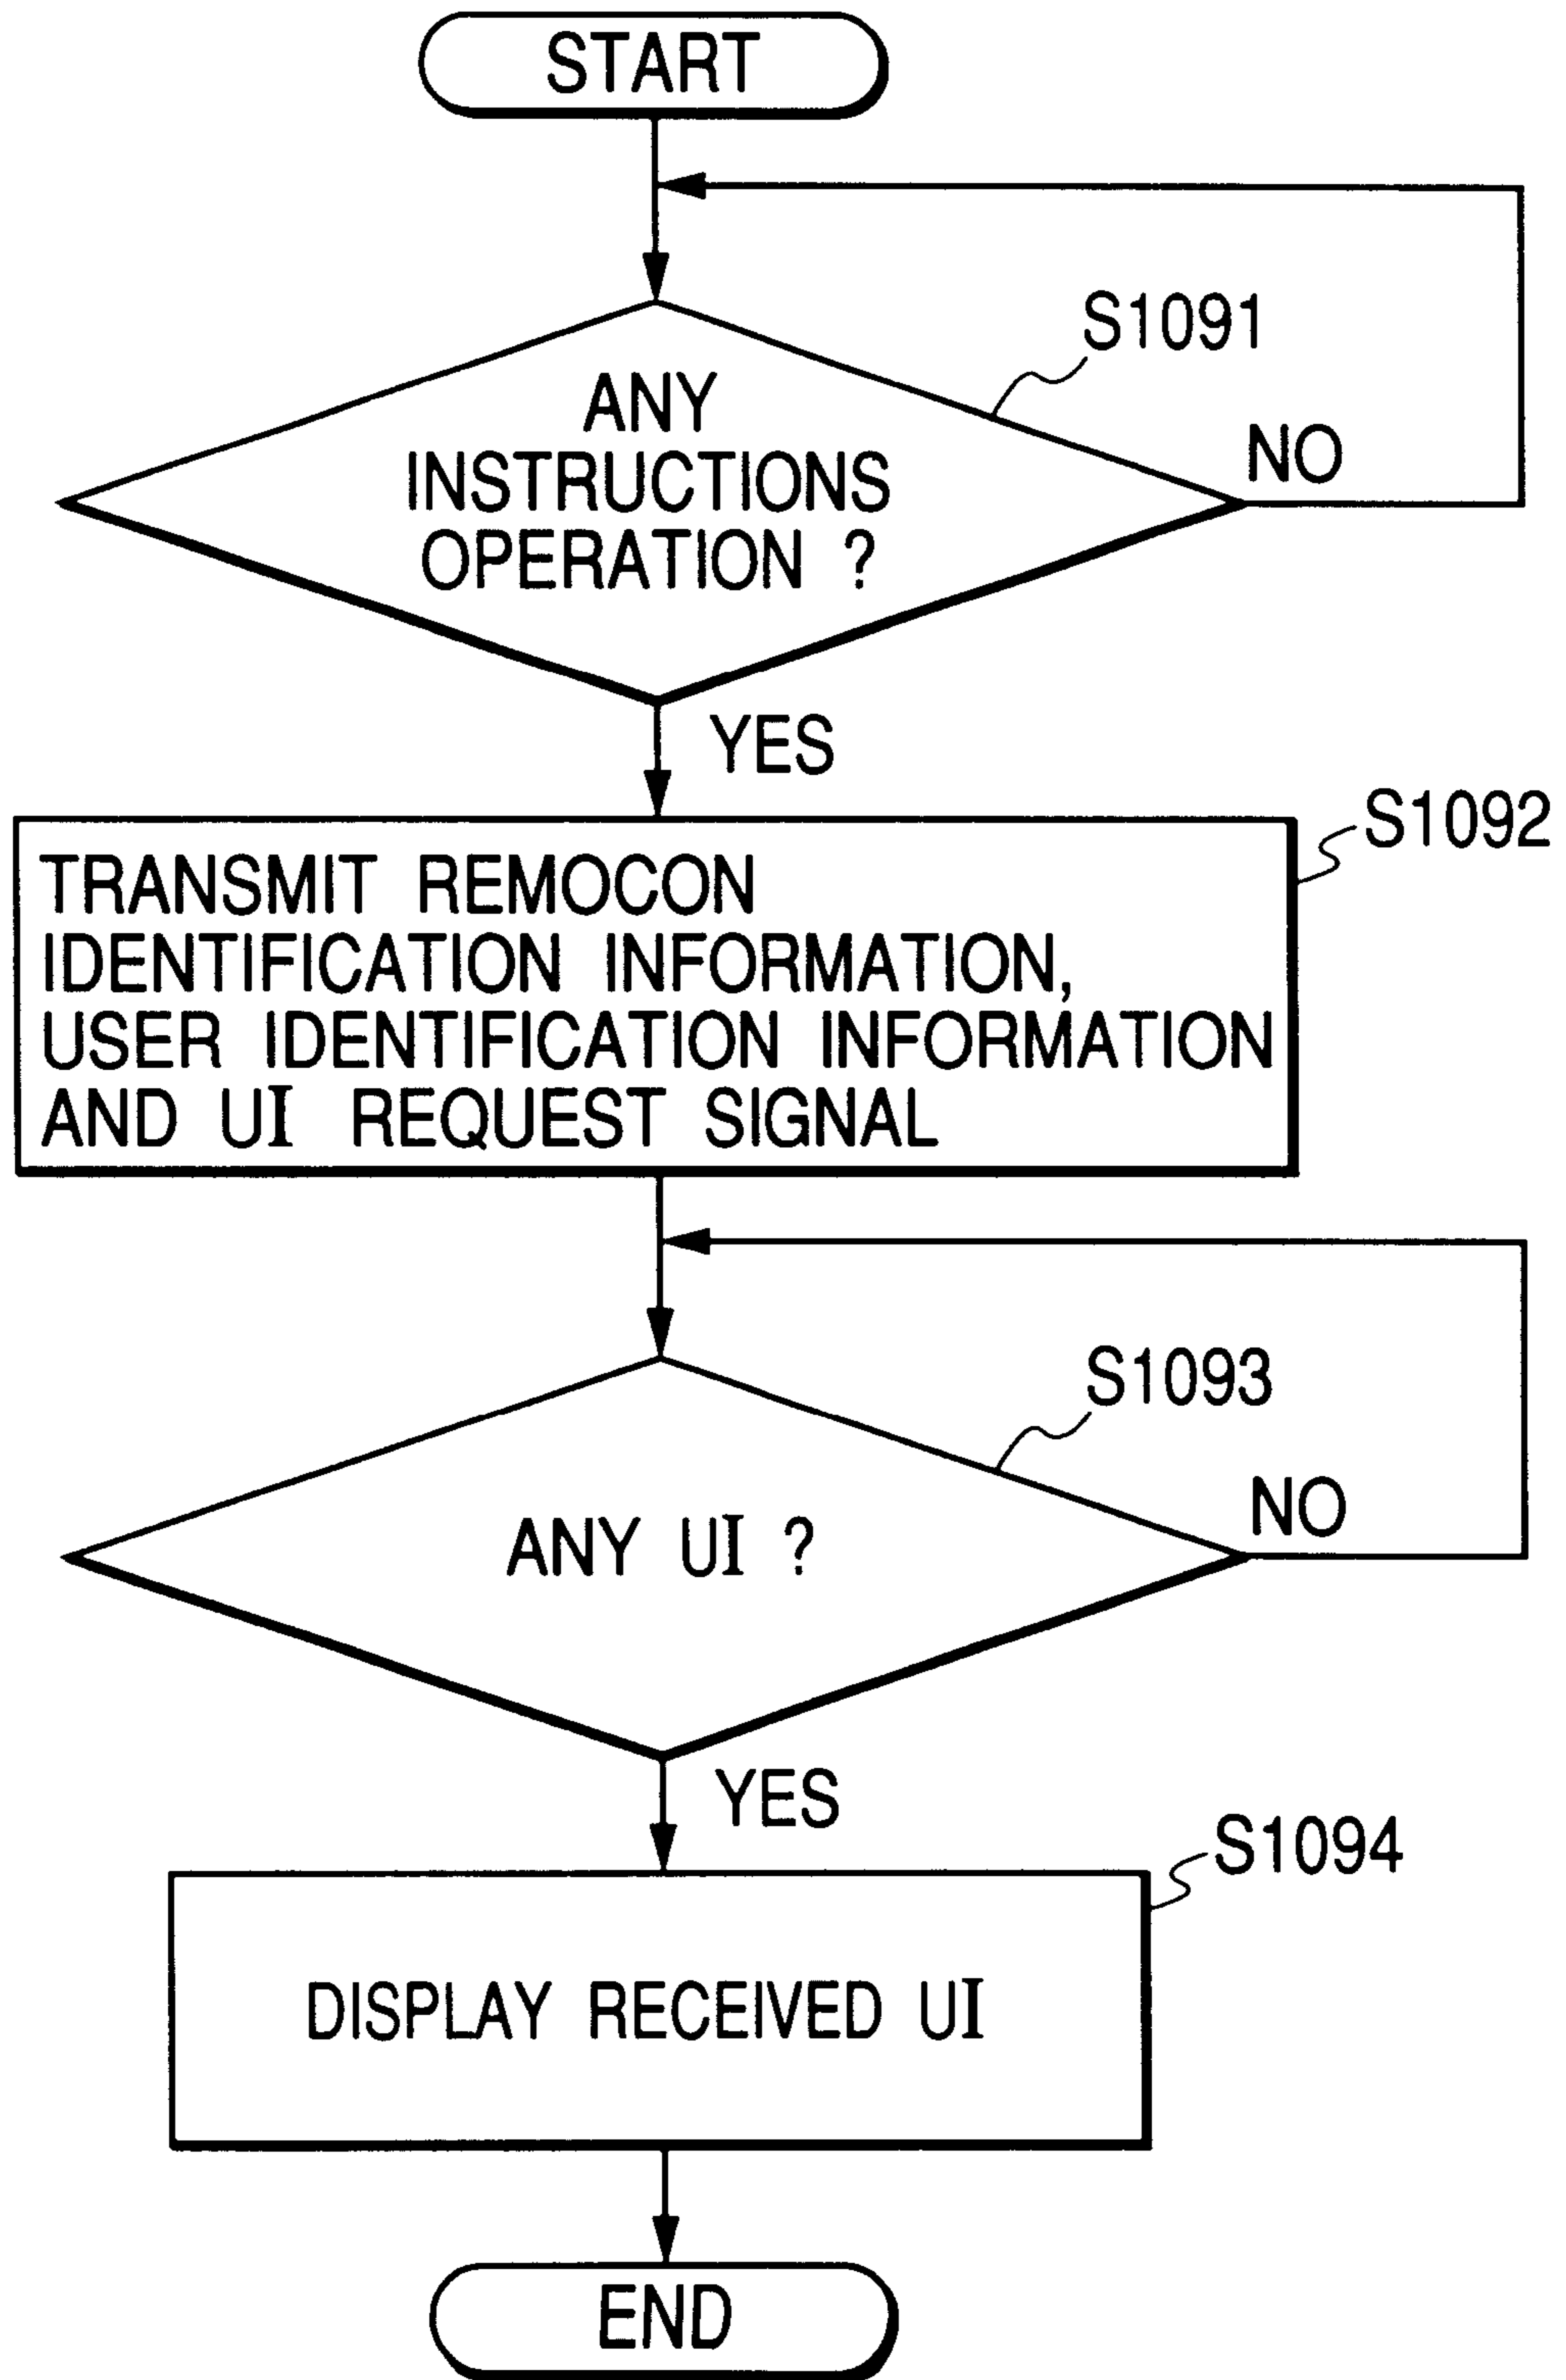 START
S1091
ANY
INSTRUCTIONS
OPERATION ?
NO
YES
S1092
TRANSMIT REMOCON
IDENTIFICATION INFORMATION,
USER IDENTIFICATION INFORMATION
AND UI REQUEST SIGNAL
S1093
ANY UI ?
NO
YES
S1094
DISPLAY RECEIVED UI
END